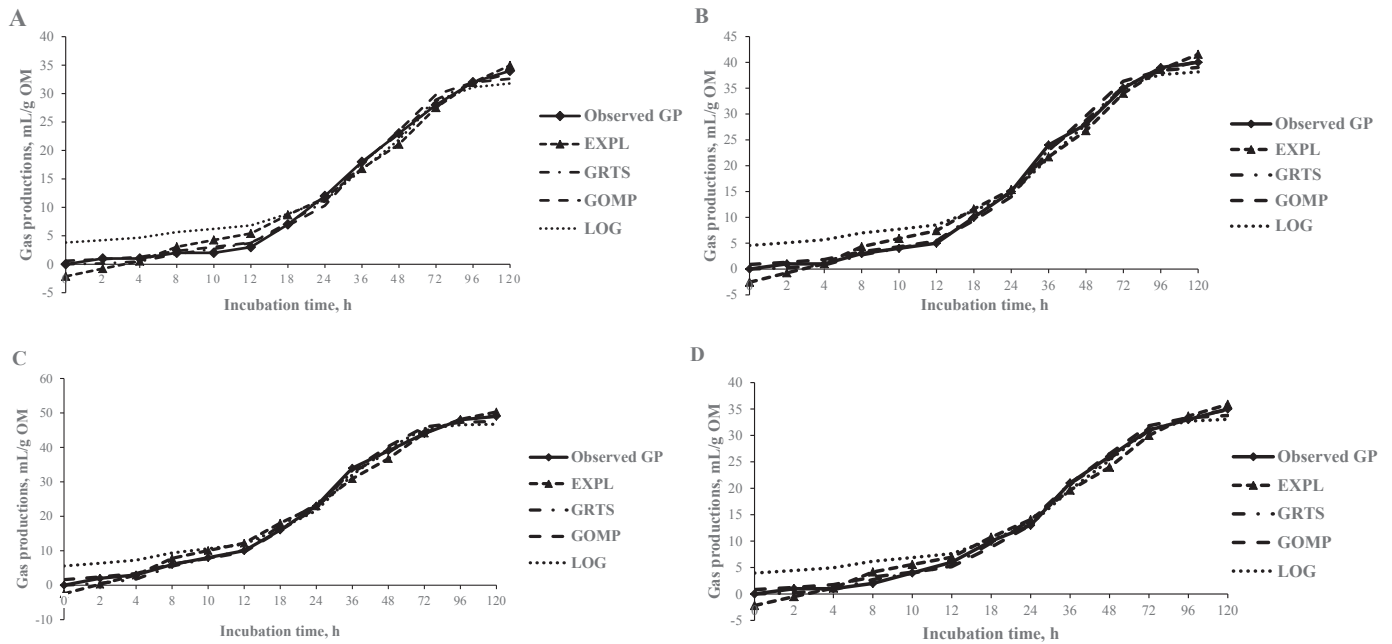 A
Gas productions, mL/g OM
40
35
30
25
20
15
10
5
0
-5
0 2 4 8 10 12 18 24 36 48 72 96 120
Incubation time, h
Observed GP
EXPL
GRTS
GOMP
LOG
B
Gas productions, mL/g OM
45
40
35
30
25
20
15
10
5
0
-5
0 2 4 8 10 12 18 24 36 48 72 96 120
Incubation time, h
Observed GP
EXPL
GRTS
GOMP
LOG
C
Gas productions, mL/g OM
60
50
40
30
20
10
0
-10
0 2 4 8 10 12 18 24 36 48 72 96 120
Incubation time, h
Observed GP
EXPL
GRTS
GOMP
LOG
D
Gas productions, mL/g OM
40
35
30
25
20
15
10
5
0
-5
0 2 4 8 10 12 18 24 36 48 72 96 120
Incubation time, h
Observed GP
EXPL
GRTS
GOMP
LOG